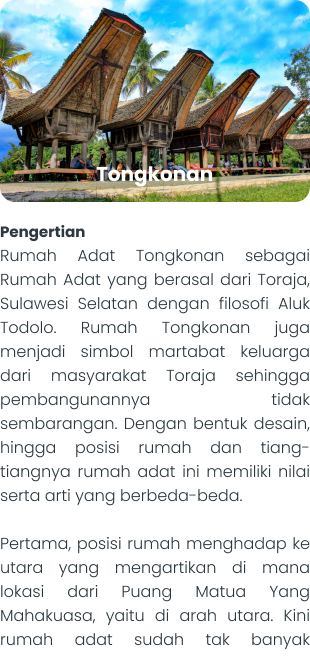 Tongkonan
Pengertian
Rumah Adat Tongkonan sebagai
Rumah Adat yang berasal dari Toraja,
Sulawesi Selatan dengan filosofi Aluk
Todolo. Rumah Tongkonan juga
menjadi simbol martabat keluarga
dari masyarakat Toraja sehingga
pembangunannya tidak
sembarangan. Dengan bentuk desain,
hingga posisi rumah dan tiang-
tiangnya rumah adat ini memiliki nilai
serta arti yang berbeda-beda.
Pertama, posisi rumah menghadap ke
utara yang mengartikan di mana
lokasi dari Puang Matua Yang
Mahakuasa, yaitu di arah utara. Kini
rumah adat sudah tak banyak